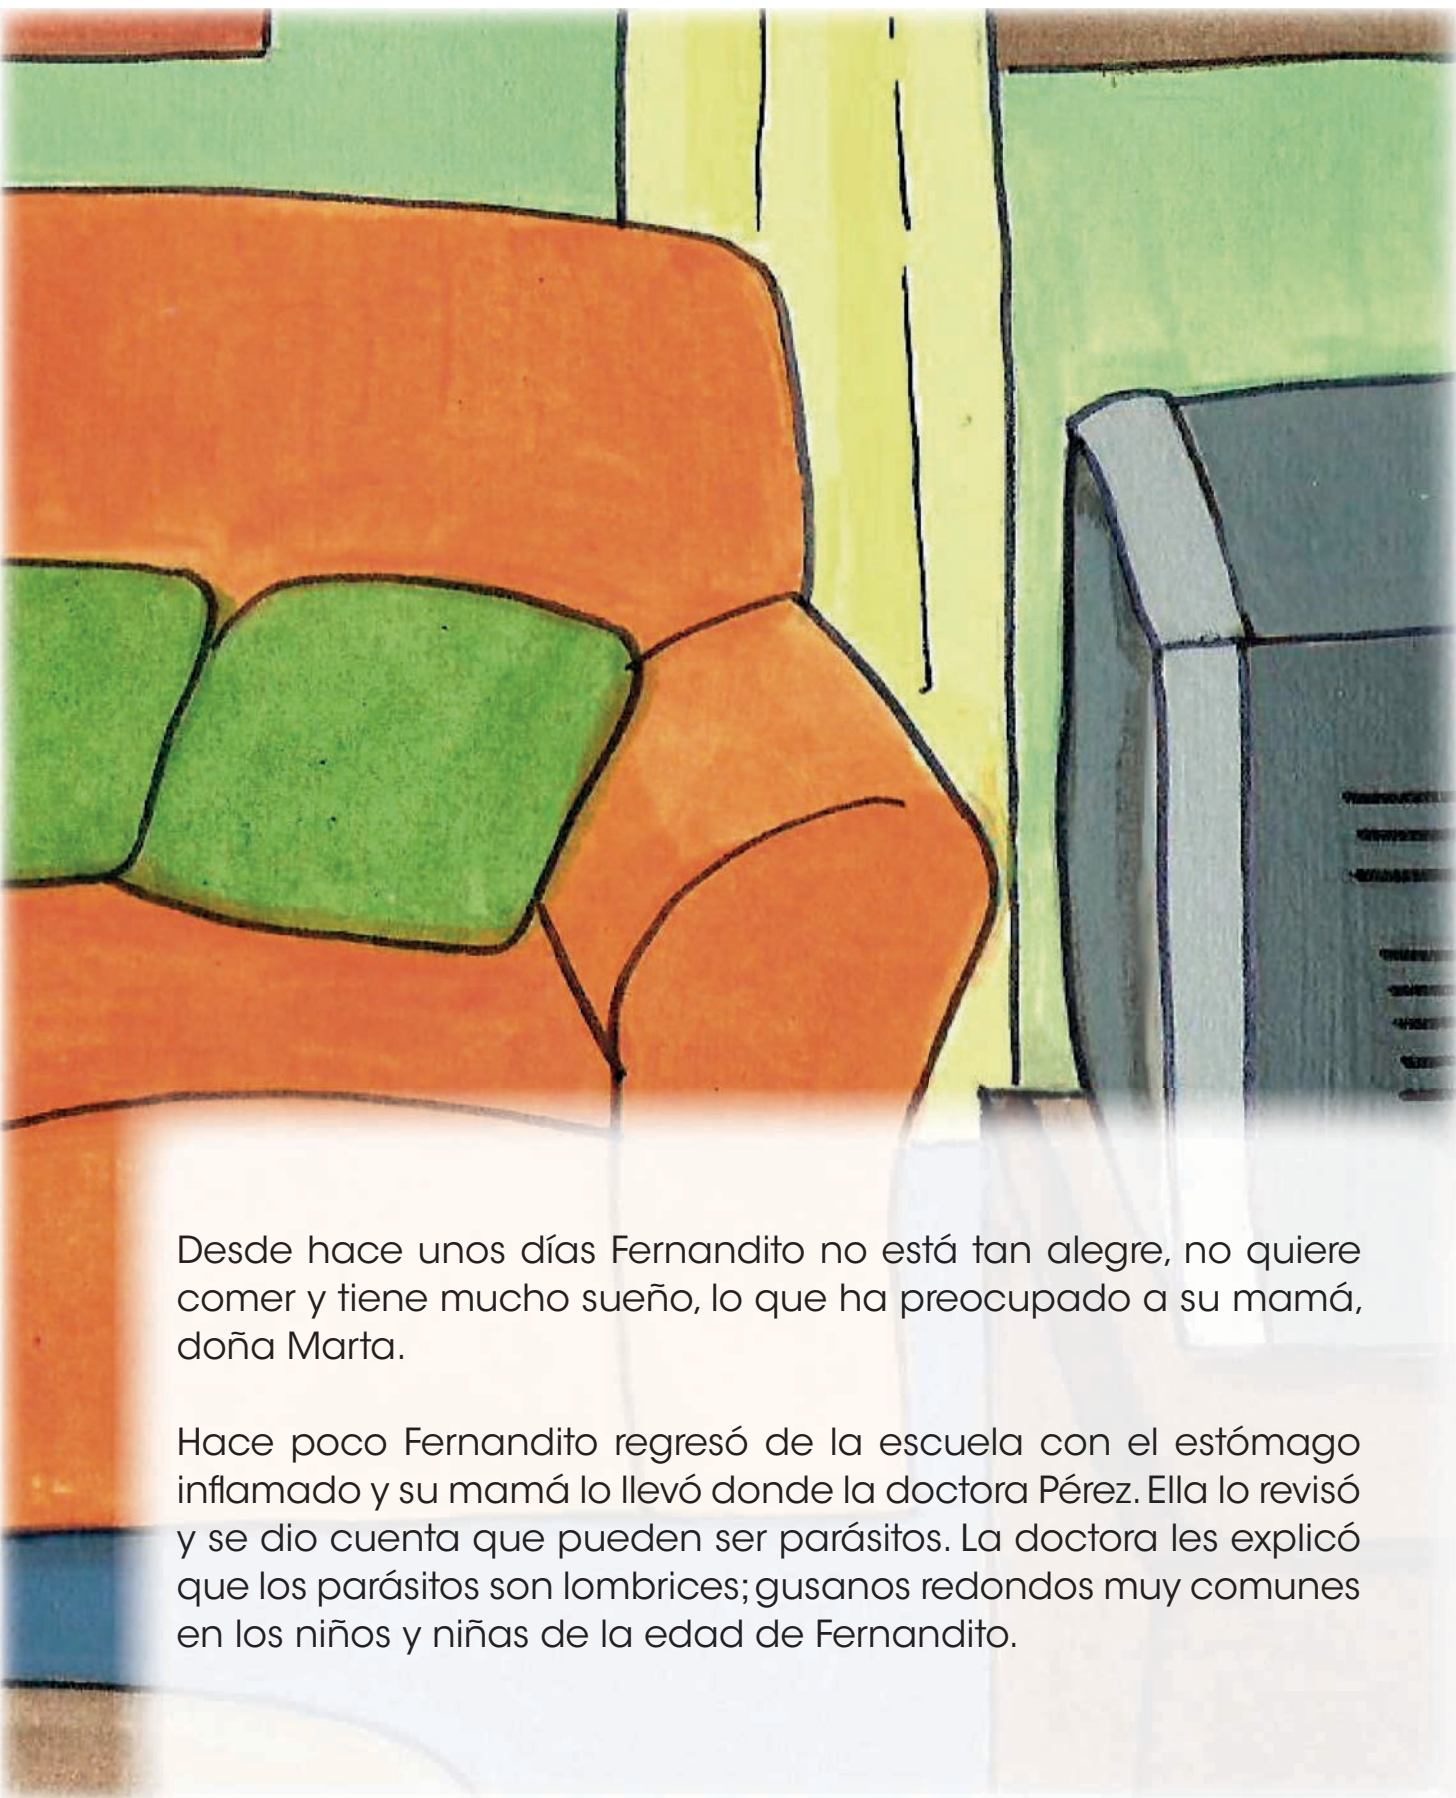 Desde hace unos días Fernandito no está tan alegre, no quiere
comer y tiene mucho sueño, lo que ha preocupado a su mamá,
doña Marta.
Hace poco Fernandito regresó de la escuela con el estómago
inflamado y su mamá lo llevó donde la doctora Pérez. Ella lo revisó
y se dio cuenta que pueden ser parásitos. La doctora les explicó
que los parásitos son lombrices; gusanos redondos muy comunes
en los niños y niñas de la edad de Fernandito.